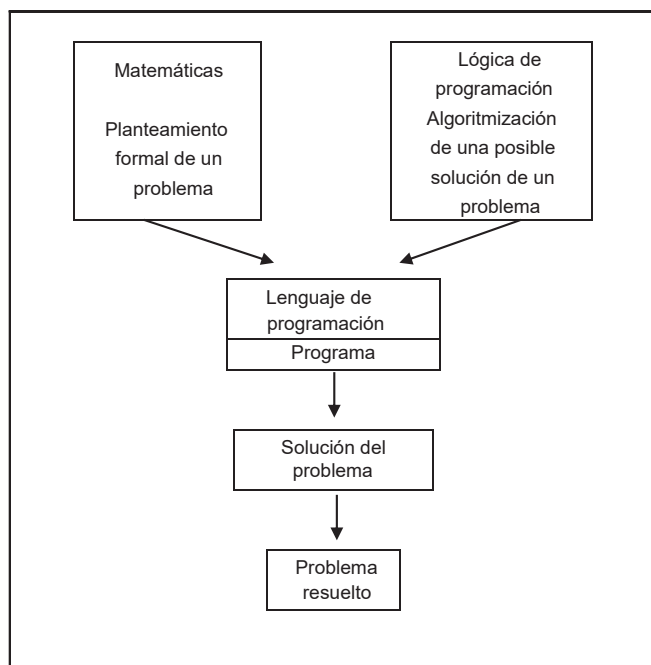 Matemáticas
Planteamiento
formal de un
problema
Lógica de
programación
Algoritmización
de una posible
solución de un
problema
Lenguaje de
programación
Programa
Solución del
problema
Problema
resuelto